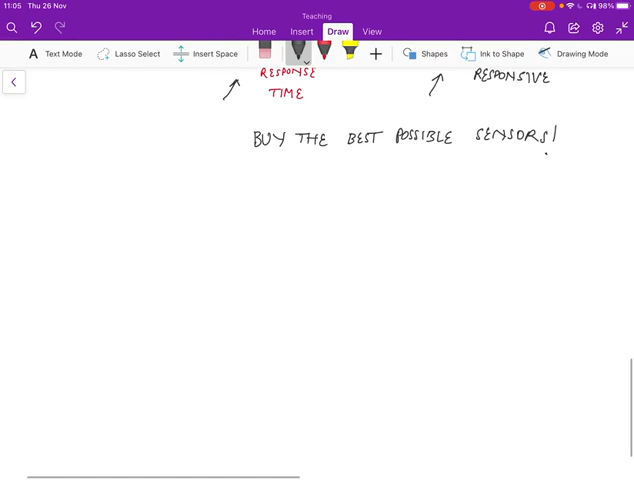 11:05 Thu 26 Nov
98%
Teaching
Home Insert Draw View
A Text Mode Lasso Select Insert Space Shapes Ink to Shape Drawing Mode
RESPONSE
TIME
RESPONSIVE
BUY THE BEST POSSIBLE SENSORS!